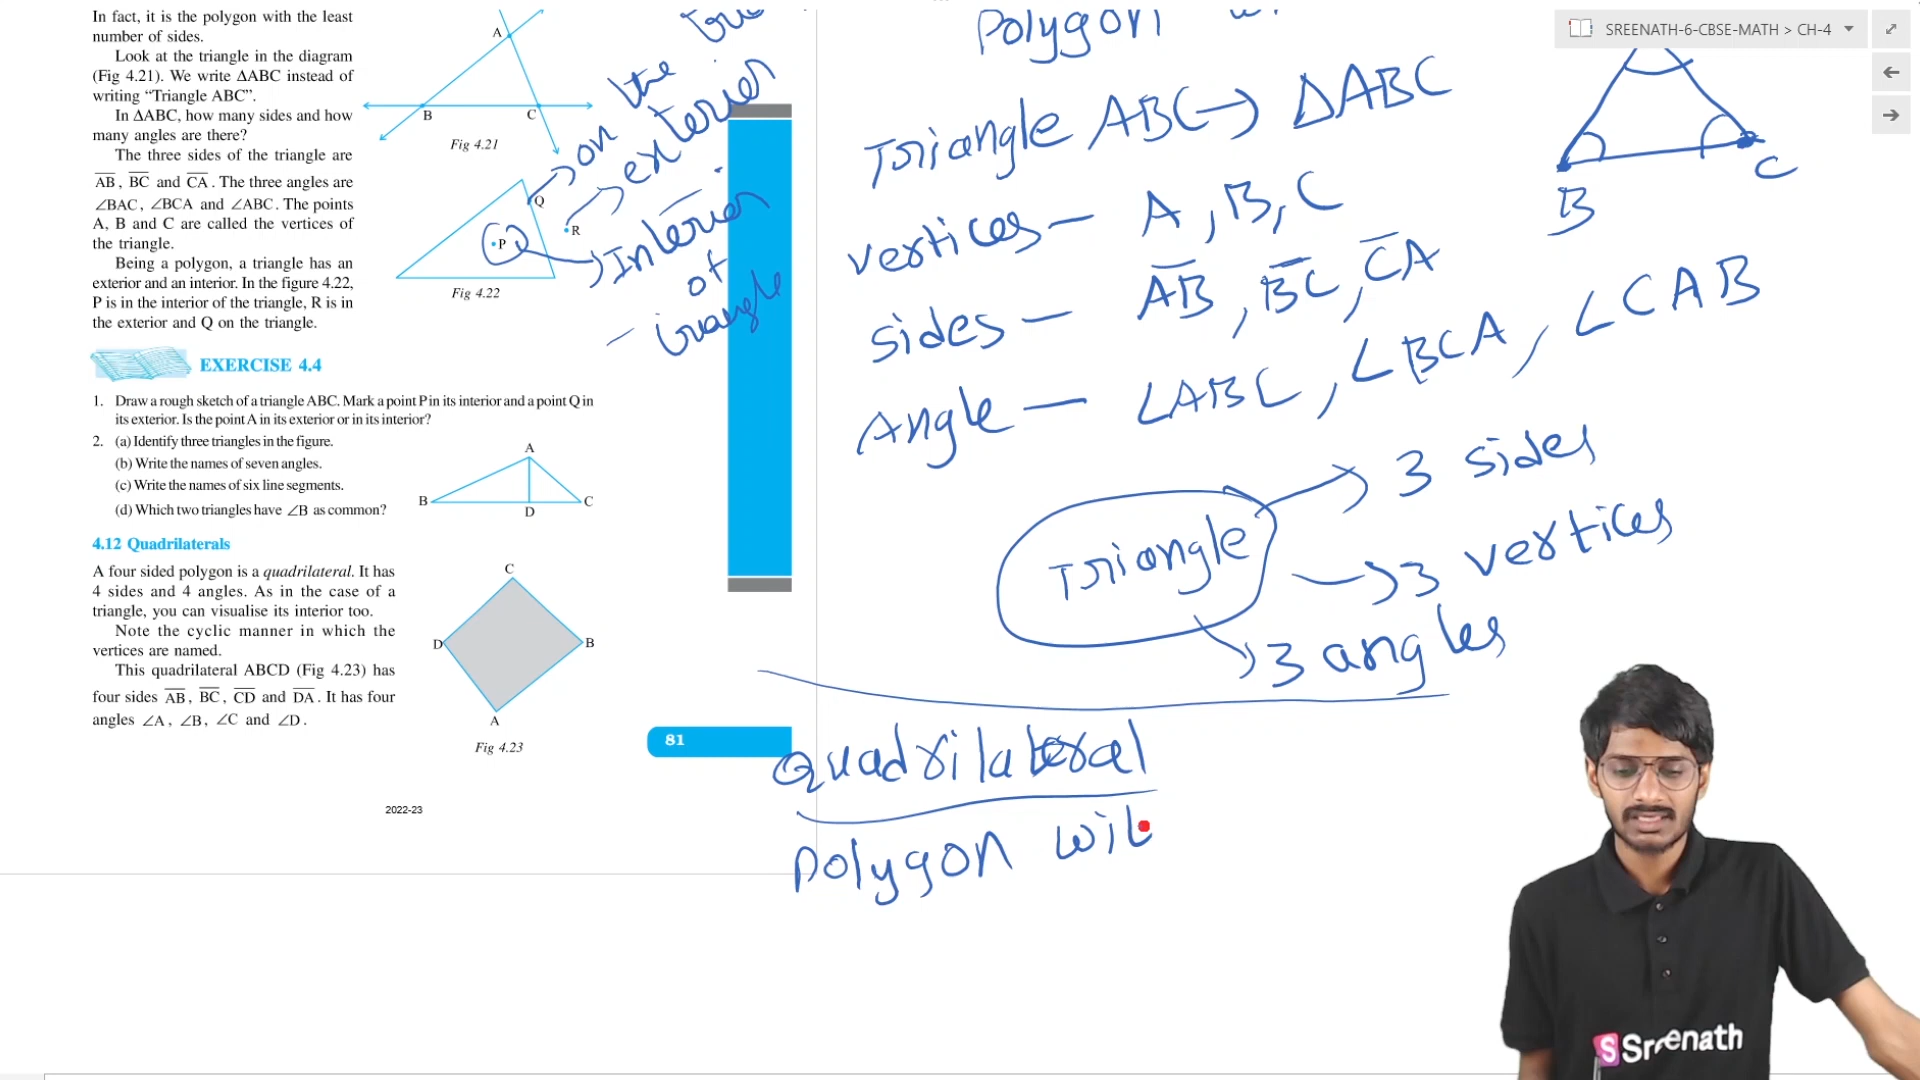 In fact, it is the polygon with the least
number of sides.
Look at the triangle in the diagram
(Fig 4.21). We write ΔABC instead of
writing “Triangle ABC”.
In ΔABC, how many sides and how
many angles are there?
The three sides of the triangle are
AB, BC and CA. The three angles are
∠BAC, ∠BCA and ∠ABC. The points
A, B and C are called the vertices of
the triangle.
Being a polygon, a triangle has an
exterior and an interior. In the figure 4.22,
P is in the interior of the triangle, R is in
the exterior and Q on the triangle.
A
B
C
Fig 4.21
Q
P
R
Fig 4.22
on the
exterior
Interior
of
triangle
EXERCISE 4.4
1. Draw a rough sketch of a triangle ABC. Mark a point P in its interior and a point Q in
its exterior. Is the point A in its exterior or in its interior?
2. (a) Identify three triangles in the figure.
(b) Write the names of seven angles.
(c) Write the names of six line segments.
(d) Which two triangles have ∠B as common?
A
B
C
D
4.12 Quadrilaterals
A four sided polygon is a quadrilateral. It has
4 sides and 4 angles. As in the case of a
triangle, you can visualise its interior too.
Note the cyclic manner in which the
vertices are named.
This quadrilateral ABCD (Fig 4.23) has
four sides AB, BC, CD and DA. It has four
angles ∠A, ∠B, ∠C and ∠D.
C
D
B
A
Fig 4.23
81
2022-23
Polygon
Triangle ABC → ΔABC
vertices – A, B, C
sides – AB, BC, CA
Angle – ∠ABC, ∠BCA, ∠CAB
B
C
Triangle
→ 3 sides
→ 3 vertices
→ 3 angles
Quadrilateral
Polygon wit
SREENATH-6-CBSE-MATH > CH-4
Sreenath